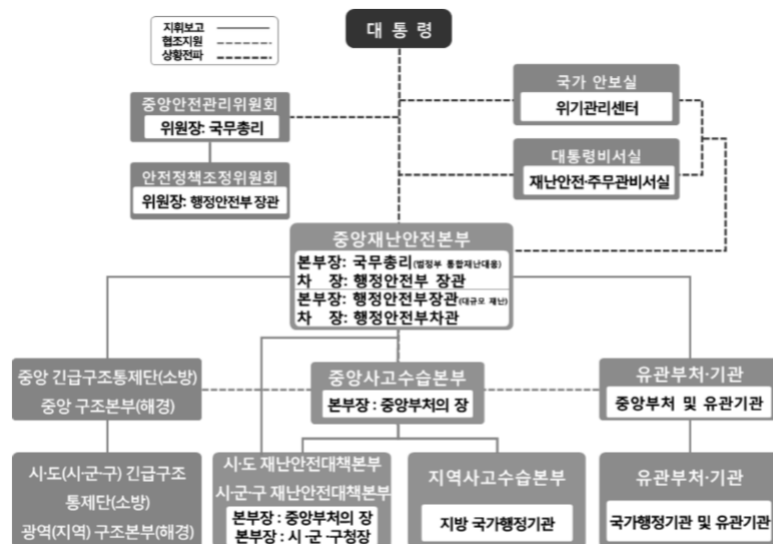 지휘보고
협조지원
상황전파
대 통 령
국가 안보실
위기관리센터
중앙안전관리위원회
위원장: 국무총리
대통령비서실
재난안전·주무관비서실
안전정책조정위원회
위원장: 행정안전부 장관
중앙재난안전본부
본부장: 국무총리(범정부 통합재난대응)
차 장: 행정안전부 장관
본부장: 행정안전부장관(대규모 재난)
차 장: 행정안전부차관
중앙 긴급구조통제단(소방)
중앙 구조본부(해경)
중앙사고수습본부
본부장 : 중앙부처의 장
유관부처·기관
중앙부처 및 유관기관
시·도(시·군·구) 긴급구조
통제단(소방)
광역(지역) 구조본부(해경)
시·도 재난안전대책본부
시·군·구 재난안전대책본부
본부장 : 중앙부처의 장
본부장 : 시·군·구청장
지역사고수습본부
지방 국가행정기관
유관부처·기관
국가행정기관 및 유관기관